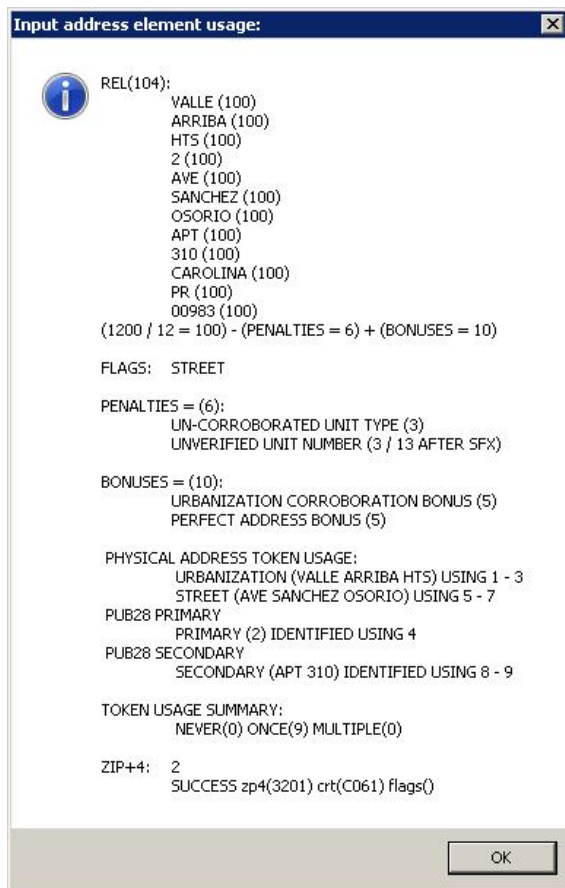 Input address element usage:
REL(104):
VALLE (100)
ARRIBA (100)
HTS (100)
2 (100)
AVE (100)
SANCHEZ (100)
OSORIO (100)
APT (100)
310 (100)
CAROLINA (100)
PR (100)
00983 (100)
(1200 / 12 = 100) - (PENALTIES = 6) + (BONUSES = 10)
FLAGS: STREET
PENALTIES = (6):
UN-CORROBORATED UNIT TYPE (3)
UNVERIFIED UNIT NUMBER (3 / 13 AFTER SFX)
BONUSES = (10):
URBANIZATION CORROBORATION BONUS (5)
PERFECT ADDRESS BONUS (5)
PHYSICAL ADDRESS TOKEN USAGE:
URBANIZATION (VALLE ARRIBA HTS) USING 1 - 3
STREET (AVE SANCHEZ OSORIO) USING 5 - 7
PUB28 PRIMARY
PRIMARY (2) IDENTIFIED USING 4
PUB28 SECONDARY
SECONDARY (APT 310) IDENTIFIED USING 8 - 9
TOKEN USAGE SUMMARY:
NEVER(0) ONCE(9) MULTIPLE(0)
ZIP+4: 2
SUCCESS zp4(3201) crt(C061) flags()
OK